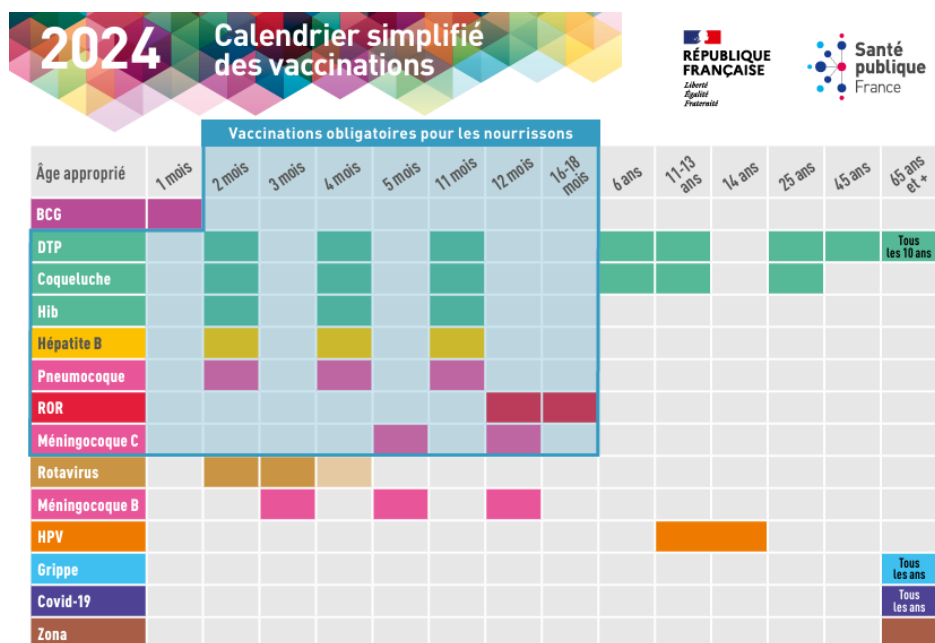 2024
Calendrier simplifié
des vaccinations
RÉPUBLIQUE
FRANÇAISE
Liberté
Égalité
Fraternité
Santé
publique
France
Vaccinations obligatoires pour les nourrissons
Âge approprié
1 mois
2 mois
3 mois
4 mois
5 mois
11 mois
12 mois
16-18
mois
6 ans
11-13
ans
14 ans
25 ans
45 ans
65 ans
et +
BCG
DTP
Tous
les 10 ans
Coqueluche
Hib
Hépatite B
Pneumocoque
ROR
Méningocoque C
Rotavirus
Méningocoque B
HPV
Grippe
Tous
les ans
Covid-19
Tous
les ans
Zona